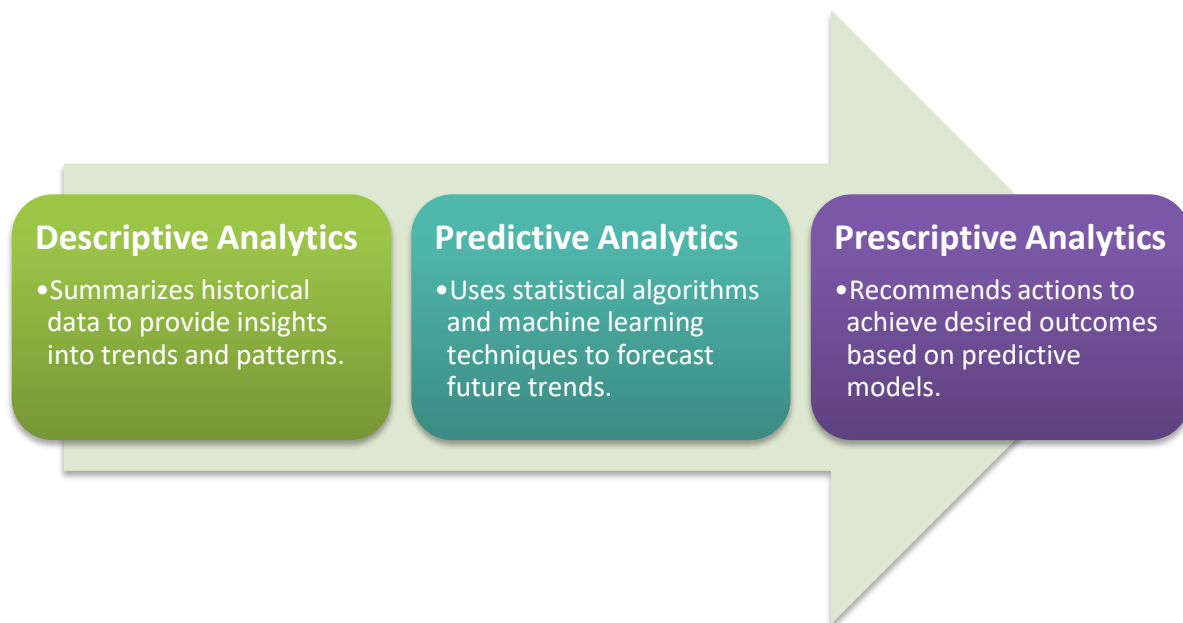 Descriptive Analytics
•Summarizes historical
data to provide insights
into trends and patterns.
Predictive Analytics
•Uses statistical algorithms
and machine learning
techniques to forecast
future trends.
Prescriptive Analytics
•Recommends actions to
achieve desired outcomes
based on predictive
models.